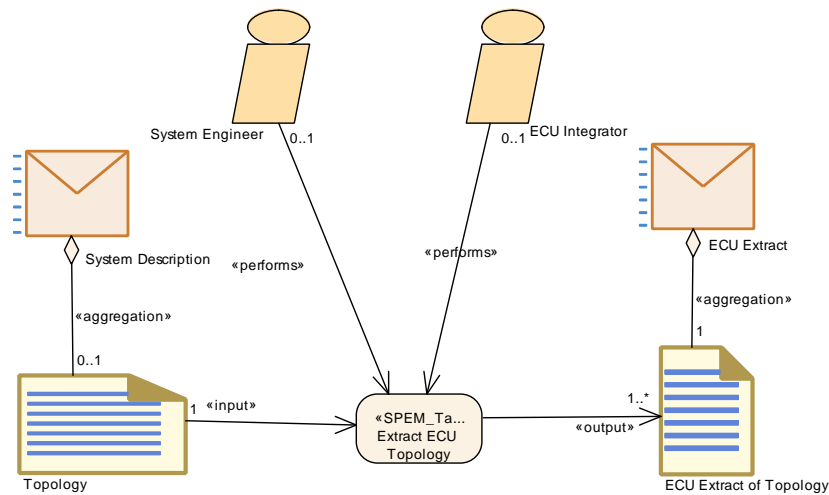 System Engineer
0..1
0..1
ECU Integrator
System Description
ECU Extract
«performs»
«performs»
«aggregation»
«aggregation»
0..1
1
1
«input»
«SPEM_Ta...
Extract ECU
Topology
1..*
«output»
Topology
ECU Extract of Topology